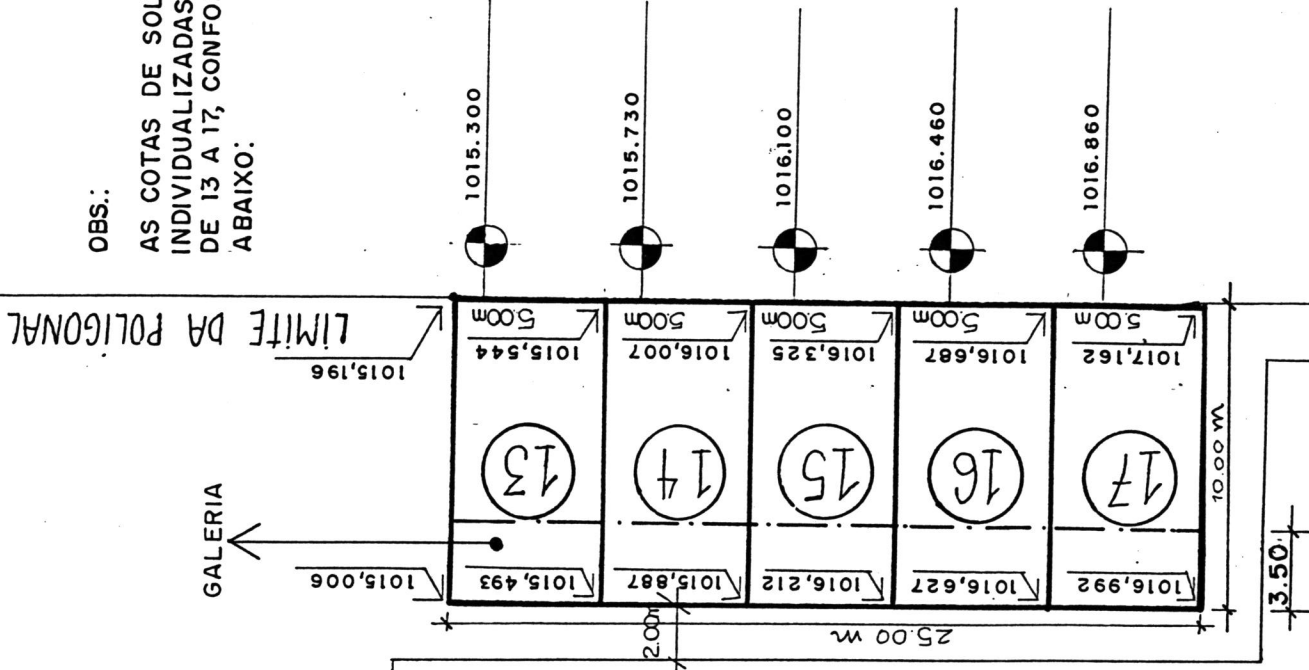 OBS.:
AS COTAS DE SOL
INDIVIDUALIZADAS
DE 13 A 17, CONFO
ABAIXO:
LIMITE DA POLIGONAL
GALERIA
1015.300
1015.730
1016.100
1016.460
1016.860
1015,196
1015,544
5.00m
1016,007
5.00m
1016,325
5.00m
1016,687
5.00m
1017,162
5.00m
13
14
15
16
17
1015,006
1015,493
1015,887
1016,212
1016,627
1016,992
2.00m
25.00 m
10.00 m
3.50